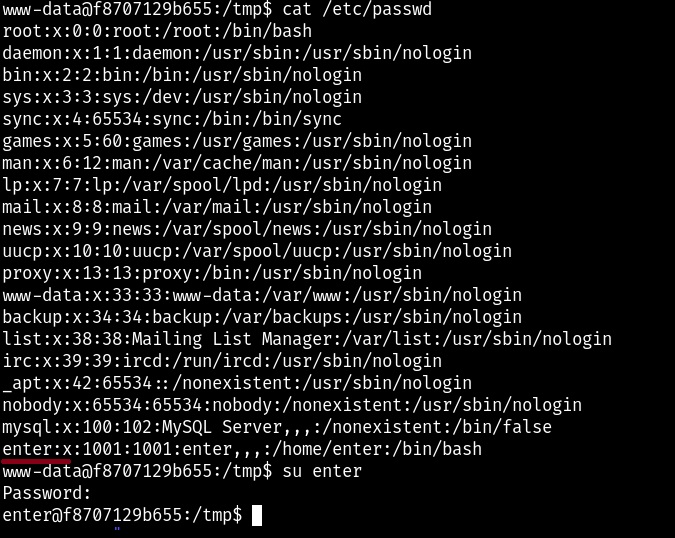 www-data@f8707129b655:/tmp$ cat /etc/passwd
root:x:0:0:root:/root:/bin/bash
daemon:x:1:1:daemon:/usr/sbin:/usr/sbin/nologin
bin:x:2:2:bin:/bin:/usr/sbin/nologin
sys:x:3:3:sys:/dev:/usr/sbin/nologin
sync:x:4:65534:sync:/bin:/bin/sync
games:x:5:60:games:/usr/games:/usr/sbin/nologin
man:x:6:12:man:/var/cache/man:/usr/sbin/nologin
lp:x:7:7:lp:/var/spool/lpd:/usr/sbin/nologin
mail:x:8:8:mail:/var/mail:/usr/sbin/nologin
news:x:9:9:news:/var/spool/news:/usr/sbin/nologin
uucp:x:10:10:uucp:/var/spool/uucp:/usr/sbin/nologin
proxy:x:13:13:proxy:/bin:/usr/sbin/nologin
www-data:x:33:33:www-data:/var/www:/usr/sbin/nologin
backup:x:34:34:backup:/var/backups:/usr/sbin/nologin
list:x:38:38:Mailing List Manager:/var/list:/usr/sbin/nologin
irc:x:39:39:ircd:/run/ircd:/usr/sbin/nologin
_apt:x:42:65534::/nonexistent:/usr/sbin/nologin
nobody:x:65534:65534:nobody:/nonexistent:/usr/sbin/nologin
mysql:x:100:102:MySQL Server,,,:/nonexistent:/bin/false
enter:x:1001:1001:enter,,,:/home/enter:/bin/bash
www-data@f8707129b655:/tmp$ su enter
Password:
enter@f8707129b655:/tmp$